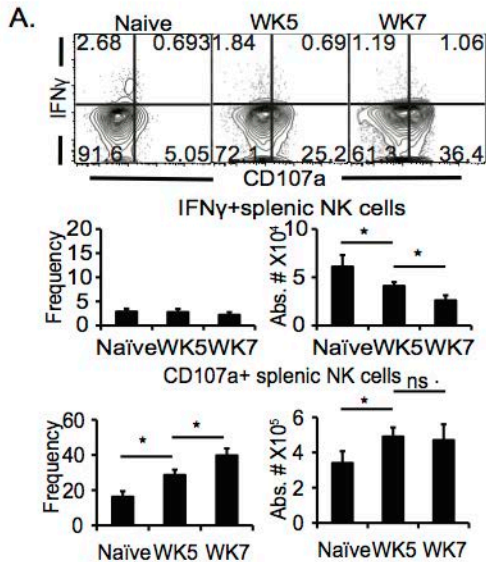 A.
Naive WK5 WK7
2.68 0.693 1.84 0.69 1.19 1.06
IFNγ
91.6 5.05 72.1 25.2 61.3 36.4
CD107a
IFNγ+splenic NK cells
Frequency
20
15
10
5
0
Naïve WK5 WK7
Abs. # X10⁴
10
5
0
* *
Naïve WK5 WK7
CD107a+ splenic NK cells
Frequency
60
40
20
0
* *
Naïve WK5 WK7
Abs. # X10⁵
6
4
2
0
* ns .
Naïve WK5 WK7